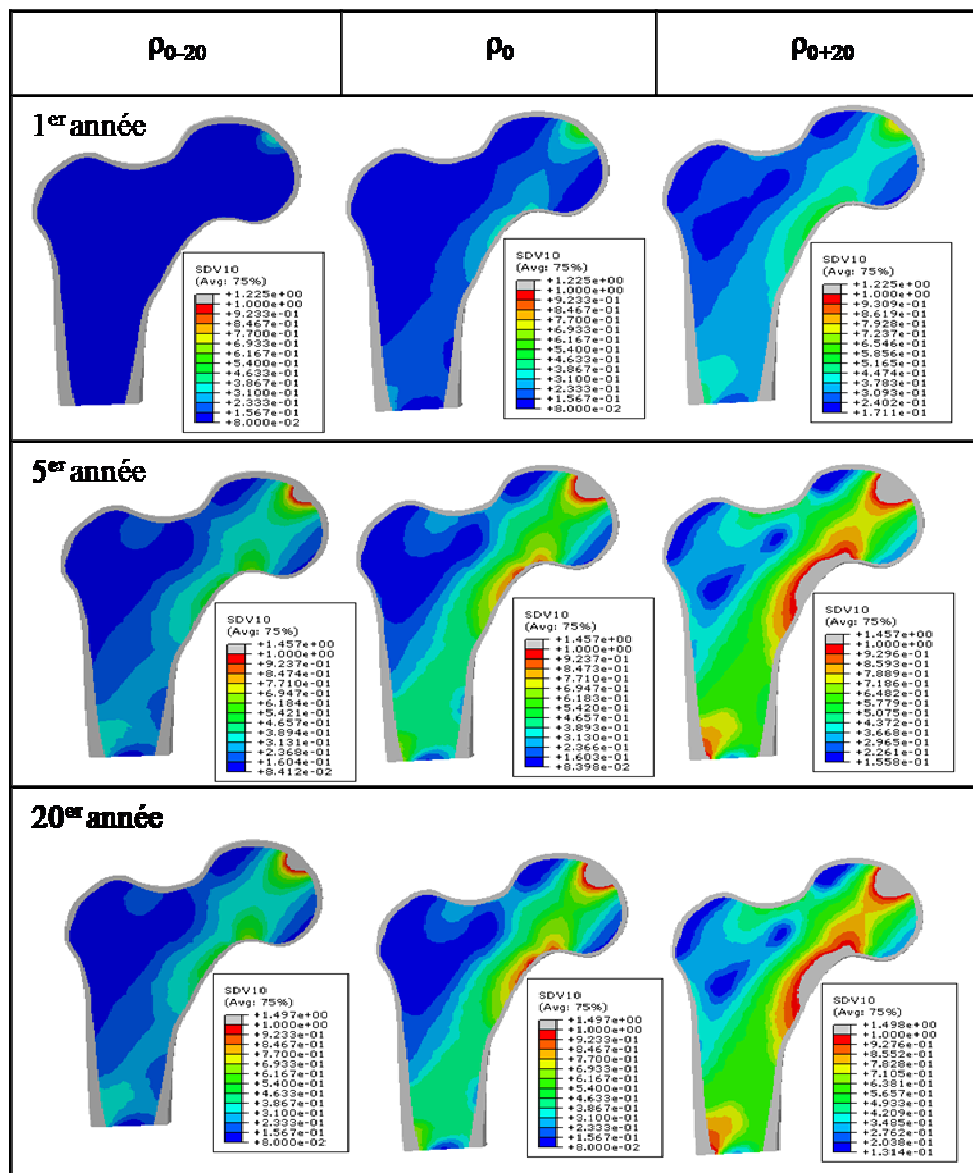 ρ0-20 ρ0 ρ0+20
1er année
SDV10
(Avg: 75%)
+1.225e+00
+1.000e+00
+9.233e-01
+8.467e-01
+7.700e-01
+6.933e-01
+6.167e-01
+5.400e-01
+4.633e-01
+3.867e-01
+3.100e-01
+2.333e-01
+1.567e-01
+8.000e-02
SDV10
(Avg: 75%)
+1.225e+00
+1.000e+00
+9.233e-01
+8.467e-01
+7.700e-01
+6.933e-01
+6.167e-01
+5.400e-01
+4.633e-01
+3.867e-01
+3.100e-01
+2.333e-01
+1.567e-01
+8.000e-02
SDV10
(Avg: 75%)
+1.225e+00
+1.000e+00
+9.309e-01
+8.619e-01
+7.928e-01
+7.237e-01
+6.546e-01
+5.856e-01
+5.165e-01
+4.474e-01
+3.783e-01
+3.093e-01
+2.402e-01
+1.711e-01
5er année
SDV10
(Avg: 75%)
+1.457e+00
+1.000e+00
+9.237e-01
+8.474e-01
+7.710e-01
+6.947e-01
+6.184e-01
+5.421e-01
+4.657e-01
+3.894e-01
+3.131e-01
+2.368e-01
+1.604e-01
+8.412e-02
SDV10
(Avg: 75%)
+1.457e+00
+1.000e+00
+9.237e-01
+8.473e-01
+7.710e-01
+6.947e-01
+6.183e-01
+5.420e-01
+4.657e-01
+3.893e-01
+3.130e-01
+2.366e-01
+1.603e-01
+8.398e-02
SDV10
(Avg: 75%)
+1.457e+00
+1.000e+00
+9.296e-01
+8.593e-01
+7.889e-01
+7.186e-01
+6.482e-01
+5.779e-01
+5.075e-01
+4.372e-01
+3.668e-01
+2.965e-01
+2.261e-01
+1.558e-01
20er année
SDV10
(Avg: 75%)
+1.497e+00
+1.000e+00
+9.233e-01
+8.467e-01
+7.700e-01
+6.933e-01
+6.167e-01
+5.400e-01
+4.633e-01
+3.867e-01
+3.100e-01
+2.333e-01
+1.567e-01
+8.000e-02
SDV10
(Avg: 75%)
+1.497e+00
+1.000e+00
+9.233e-01
+8.467e-01
+7.700e-01
+6.933e-01
+6.167e-01
+5.400e-01
+4.633e-01
+3.867e-01
+3.100e-01
+2.333e-01
+1.567e-01
+8.000e-02
SDV10
(Avg: 75%)
+1.498e+00
+1.000e+00
+9.276e-01
+8.552e-01
+7.828e-01
+7.105e-01
+6.381e-01
+5.657e-01
+4.933e-01
+4.209e-01
+3.485e-01
+2.762e-01
+2.038e-01
+1.314e-01